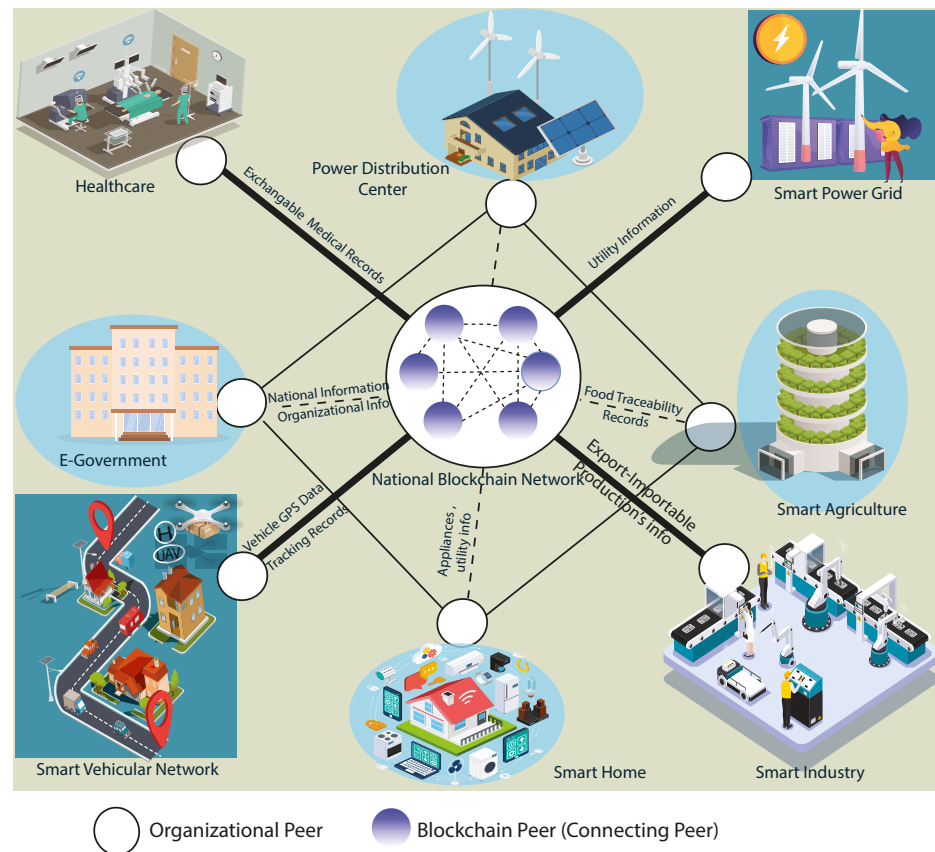 Healthcare
Power Distribution
Center
Smart Power Grid
Exchangable Medical Records
Utility Information
National Information
Organizational Info
Food Traceability
Records
E-Government
National Blockchain Network
Smart Agriculture
Vehicle GPS Data
Tracking Records
Appliances ,
utility info
Export-Importable
Production's info
H
UAV
Smart Vehicular Network
Smart Home
Smart Industry
Organizational Peer
Blockchain Peer (Connecting Peer)